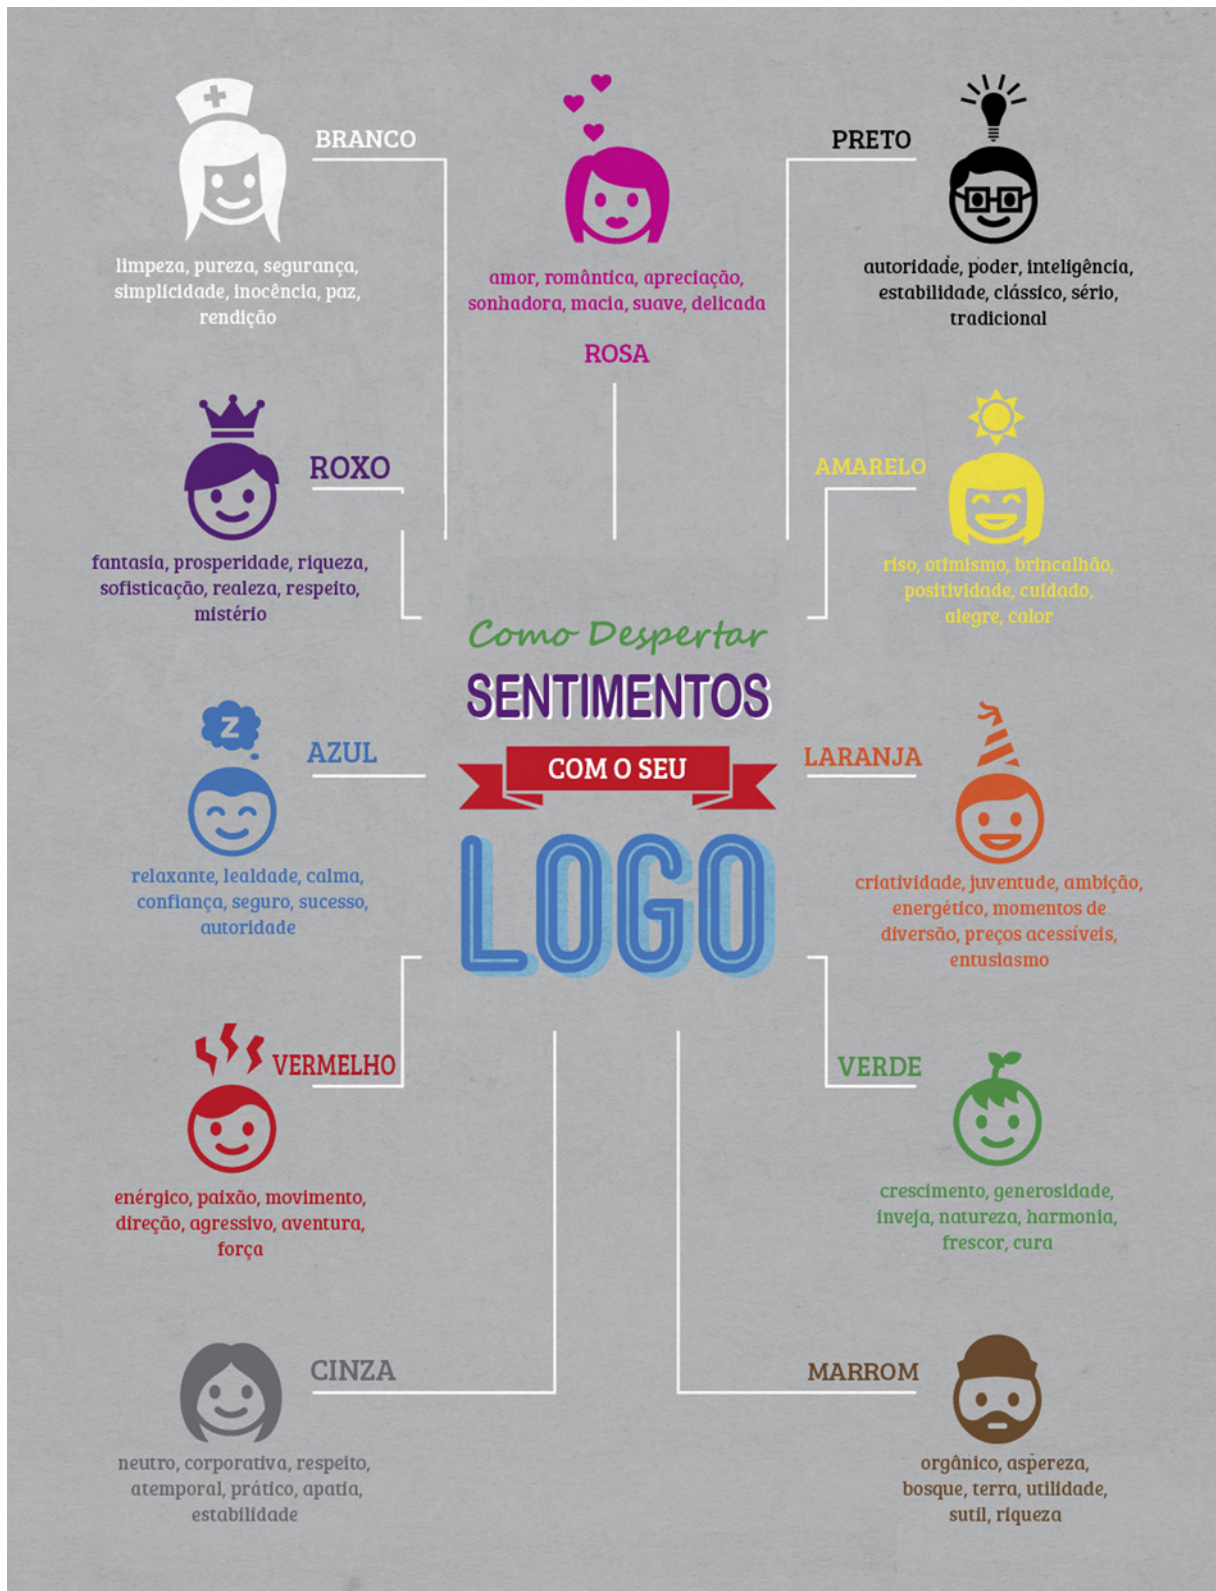 BRANCO
limpeza, pureza, segurança,
simplicidade, inocência, paz,
rendição
amor, romântica, apreciação,
sonhadora, macia, suave, delicada
ROSA
PRETO
autoridade, poder, inteligência,
estabilidade, clássico, sério,
tradicional
ROXO
fantasia, prosperidade, riqueza,
sofisticação, realeza, respeito,
mistério
AMARELO
riso, otimismo, brincalhão,
positividade, cuidado,
alegre, calor
Como Despertar
SENTIMENTOS
COM O SEU
LOGO
Z
AZUL
relaxante, lealdade, calma,
confiança, seguro, sucesso,
autoridade
LARANJA
criatividade, juventude, ambição,
energético, momentos de
diversão, preços acessíveis,
entusiasmo
VERMELHO
enérgico, paixão, movimento,
direção, agressivo, aventura,
força
VERDE
crescimento, generosidade,
inveja, natureza, harmonia,
frescor, cura
CINZA
neutro, corporativa, respeito,
atemporal, prático, apatia,
estabilidade
MARROM
orgânico, aspereza,
bosque, terra, utilidade,
sutil, riqueza